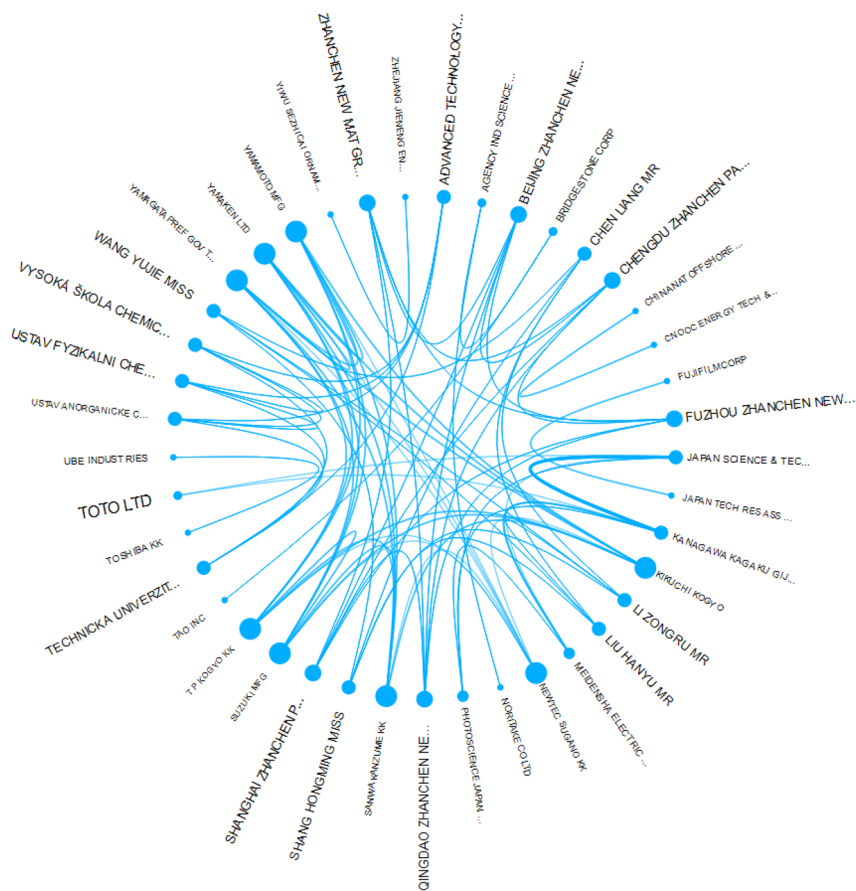 ZHANCHEN NEW MAT GR...
ZHEJIANG JIENENG EN...
ADVANCED TECHNOLOGY...
AGENCY IND SCIENCE ...
BEIJING ZHANCHEN NE...
BRIDGESTONE CORP
CHEN LIANG MR
CHENGDU ZHANCHEN PA...
CHINA NAT OFFSHORE ...
CNOOC ENERGY TECH &...
FUJIFILM CORP
FUZHOU ZHANCHEN NEW...
JAPAN SCIENCE & TEC...
JAPAN TECH RES ASS ...
KANAGAWA KAGAKU GIJ...
KIKUCHI KOGYO
LI ZONGRU MR
LIU HANYU MR
MEIDENSHA ELECTRIC ...
NEWTEC SUGANO KK
NORITAKE CO LTD
PHOTOSCIENCE JAPAN ...
QINGDAO ZHANCHEN NE...
SANWA KANZUME KK
SHANG HONGMING MISS
SHANGHAI ZHANCHEN P...
SUZUKI MFG
T P KOGYO KK
TAO INC
TECHNICKA UNIVERZIT...
TOSHIBA KK
TOTO LTD
UBE INDUSTRIES
USTAV ANORGANICKE C...
USTAV FYZIKALNI CHE...
VYSOKÁ ŠKOLA CHEMIC...
WANG YUJIE MISS
YAMAGATA PREF GOV T...
YAMAKEN LTD
YAMAMOTO MFG
YIWU SEZHICAI ORNAM...